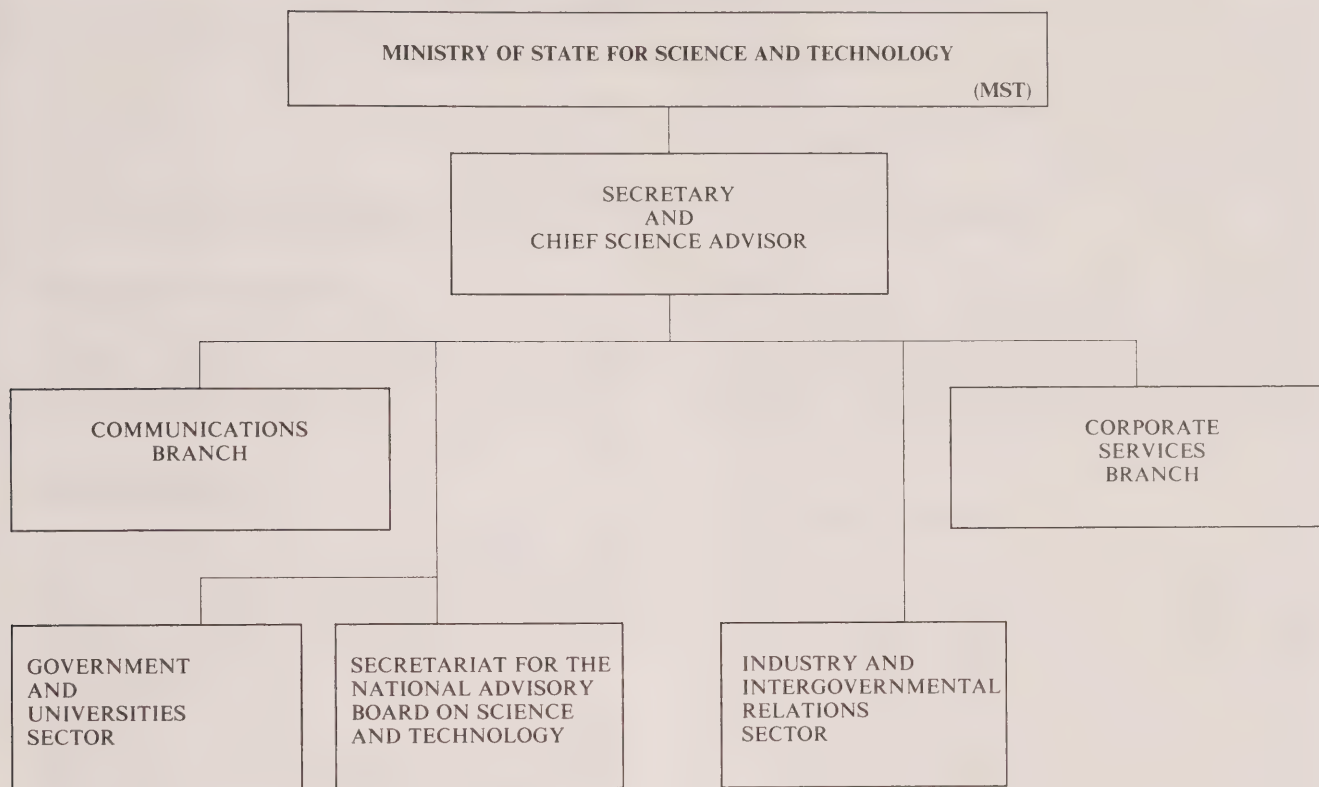 MINISTRY OF STATE FOR SCIENCE AND TECHNOLOGY
(MST)
SECRETARY
AND
CHIEF SCIENCE ADVISOR
COMMUNICATIONS
BRANCH
CORPORATE
SERVICES
BRANCH
GOVERNMENT
AND
UNIVERSITIES
SECTOR
SECRETARIAT FOR THE
NATIONAL ADVISORY
BOARD ON SCIENCE
AND TECHNOLOGY
INDUSTRY AND
INTERGOVERNMENTAL
RELATIONS
SECTOR